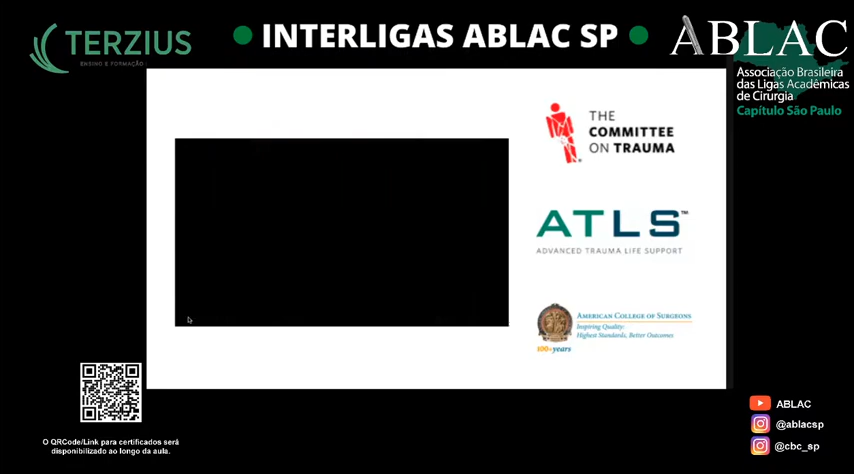 TERZIUS
ENSINO E FORMAÇÃO
INTERLIGAS ABLAC SP
ABLAC
Associação Brasileira
das Ligas Acadêmicas
de Cirurgia
Capítulo São Paulo
THE
COMMITTEE
ON TRAUMA
ATLS™
ADVANCED TRAUMA LIFE SUPPORT
AMERICAN COLLEGE OF SURGEONS
Inspiring Quality:
Highest Standards, Better Outcomes
100+years
O QRCode/Link para certificados será
disponibilizado ao longo da aula.
ABLAC
@ablacsp
@cbc_sp